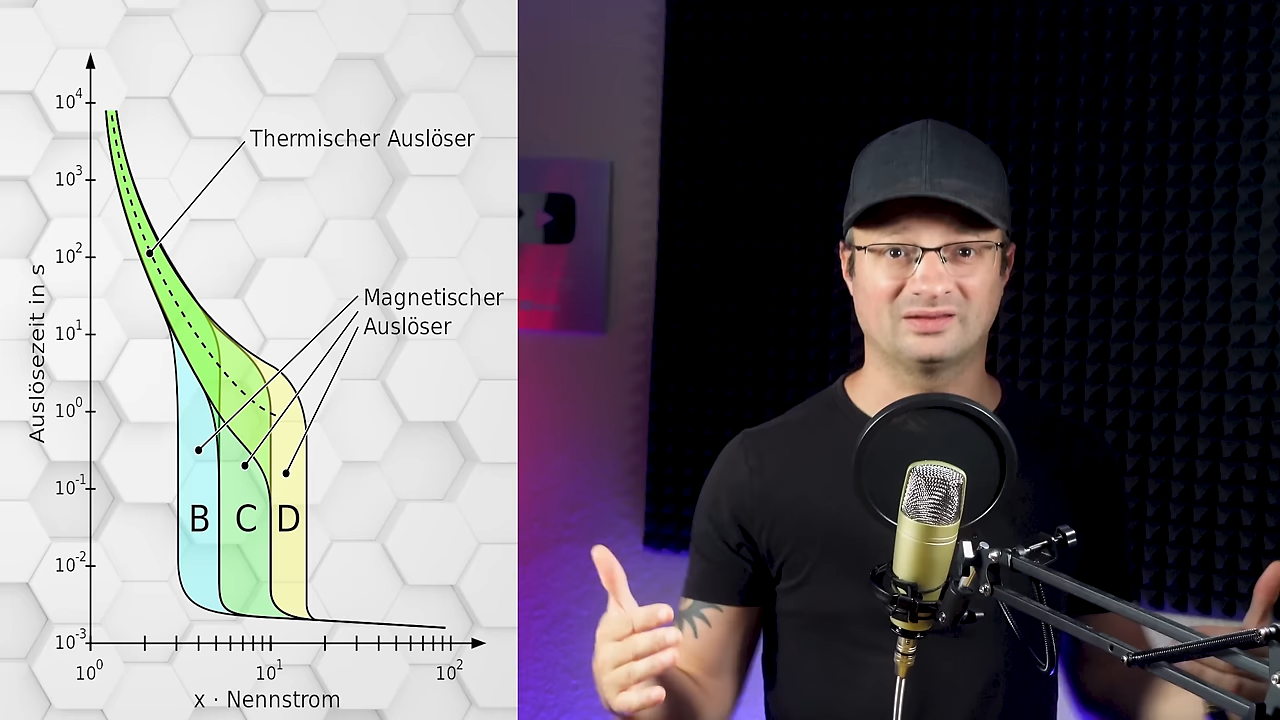 10⁴
Thermischer Auslöser
10³
10²
Auslösezeit in s
Magnetischer
Auslöser
10¹
10⁰
10⁻¹
B C D
10⁻²
10⁻³
10⁰ 10¹ 10²
x · Nennstrom